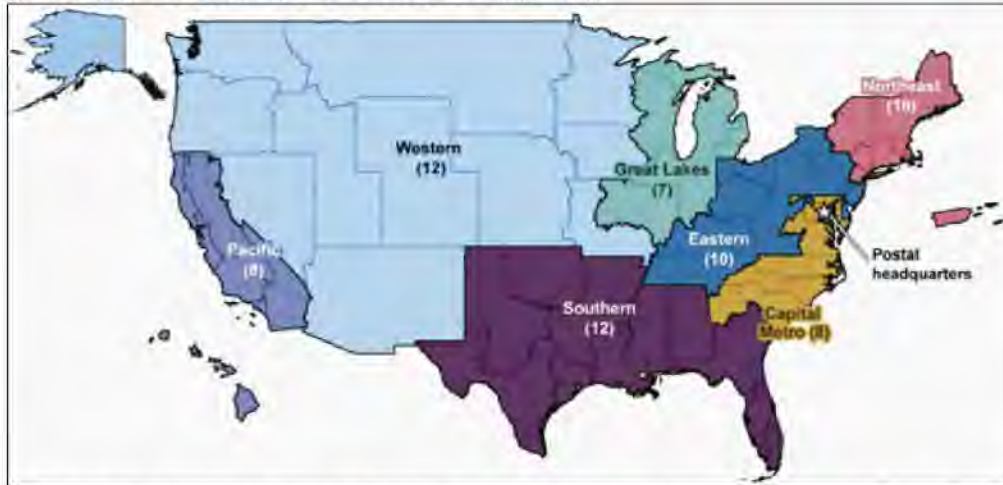 Northeast
(10)
Western
(12)
Great Lakes
(7)
Pacific
(8)
Eastern
(10)
Postal
headquarters
Southern
(12)
Capital
Metro (8)